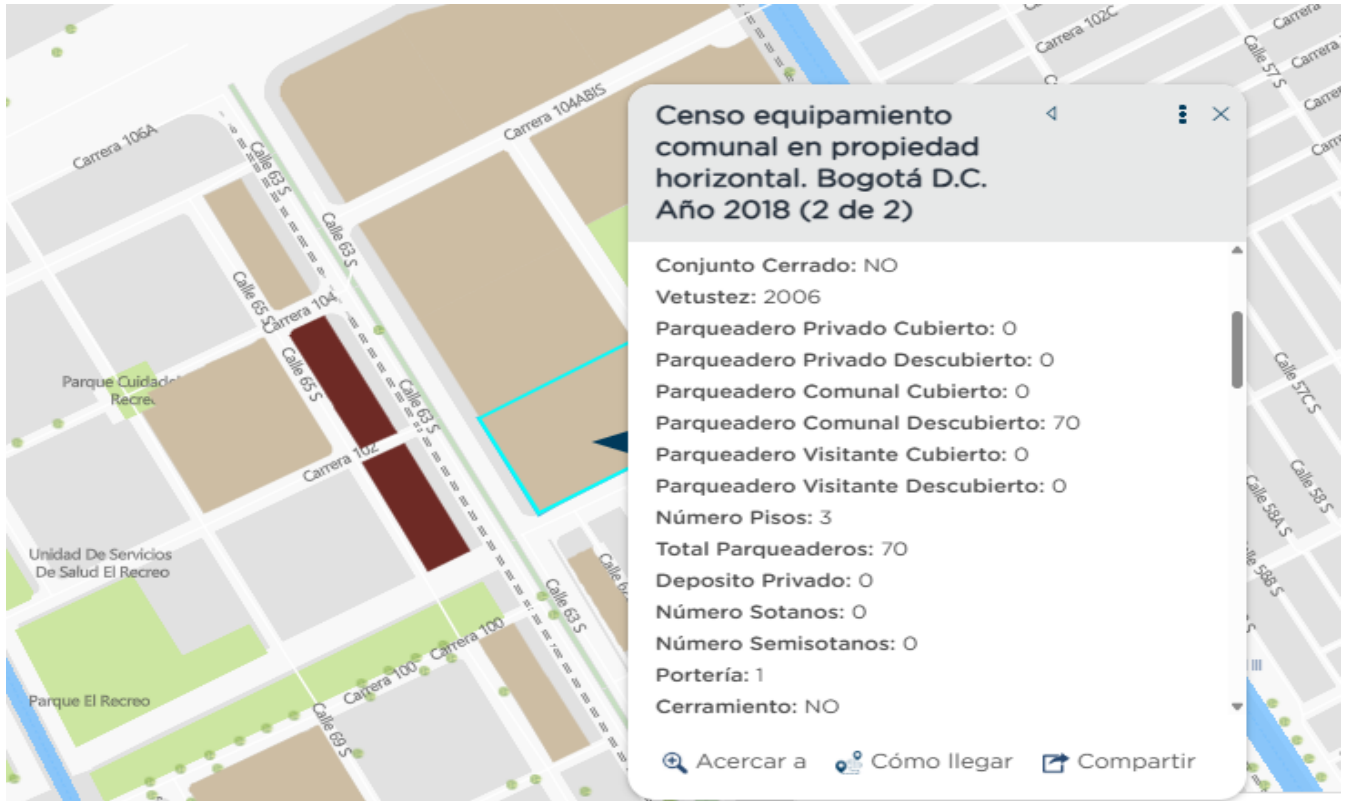 Carrera 102C
Carrera
Calle 57 S
Carrera
Carrera 104ABIS
Carrera 106A
Calle 63 S
Calle 63 S
Calle 65 S
Carrera 104
Calle 65 S
Calle 63 S
Carrera 102
Unidad De Servicios
De Salud El Recreo
Parque El Recreo
Carrera 100
Carrera 100
Calle 63 S
Calle 69 S
Calle 57C S
Calle 58 S
Calle 58A S
Calle 58B S
III
Censo equipamiento
comunal en propiedad
horizontal. Bogotá D.C.
Año 2018 (2 de 2)
Conjunto Cerrado: NO
Vetustez: 2006
Parqueadero Privado Cubierto: 0
Parqueadero Privado Descubierto: 0
Parqueadero Comunal Cubierto: 0
Parqueadero Comunal Descubierto: 70
Parqueadero Visitante Cubierto: 0
Parqueadero Visitante Descubierto: 0
Número Pisos: 3
Total Parqueaderos: 70
Deposito Privado: 0
Número Sotanos: 0
Número Semisotanos: 0
Portería: 1
Cerramiento: NO
Acercar a Cómo llegar Compartir